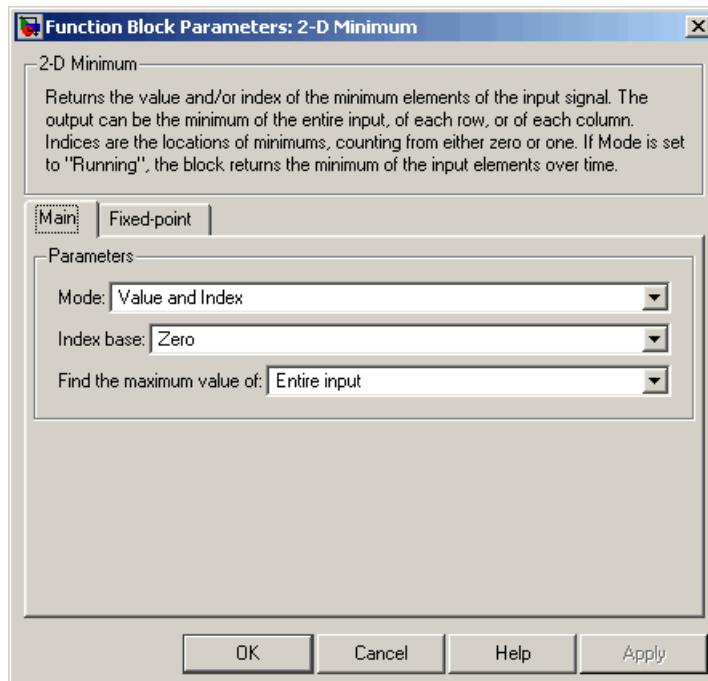 Function Block Parameters: 2-D Minimum
2-D Minimum
Returns the value and/or index of the minimum elements of the input signal. The
output can be the minimum of the entire input, of each row, or of each column.
Indices are the locations of minimums, counting from either zero or one. If Mode is set
to "Running", the block returns the minimum of the input elements over time.
Main Fixed-point
Parameters
Mode: Value and Index
Index base: Zero
Find the maximum value of: Entire input
OK Cancel Help Apply